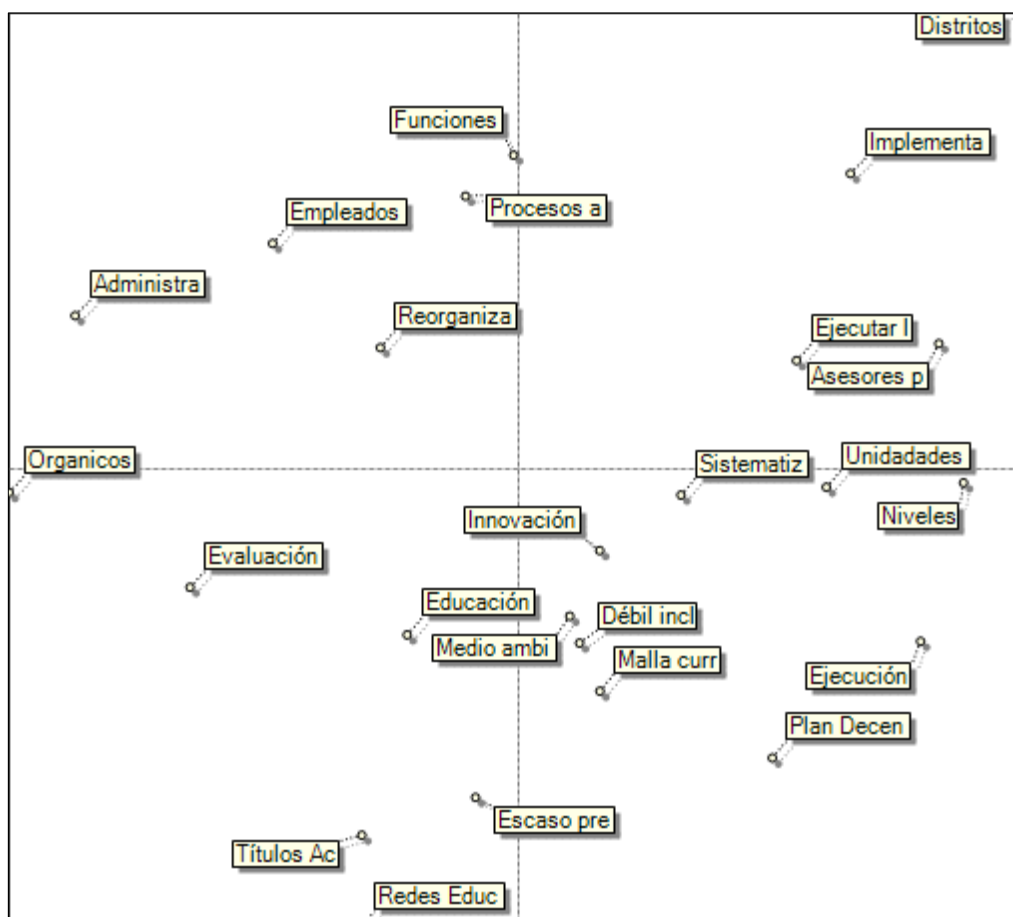 Distritos
Funciones
Implementa
Procesos a
Empleados
Administra
Reorganiza
Ejecutar l
Asesores p
Organicos
Sistematiz
Unidadades
Niveles
Innovación
Evaluación
Educación
Débil incl
Medio ambi
Malla curr
Ejecución
Plan Decen
Escaso pre
Títulos Ac
Redes Educ